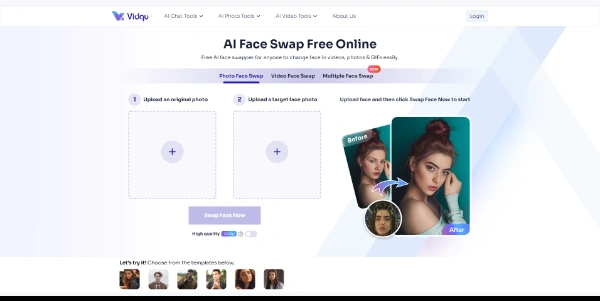 Vidqu
AI Chat Tools
AI Photo Tools
AI Video Tools
About Us
Login
AI Face Swap Free Online
Free AI face swapper for anyone to change face in videos, photos & GIFs easily.
Photo Face Swap
Video Face Swap
Multiple Face Swap
1 Upload an original photo
2 Upload a target face photo
Upload face and then click Swap Face Now to start
Before
After
Swap Face Now
High quality
Let's try it! Choose from the templates below.